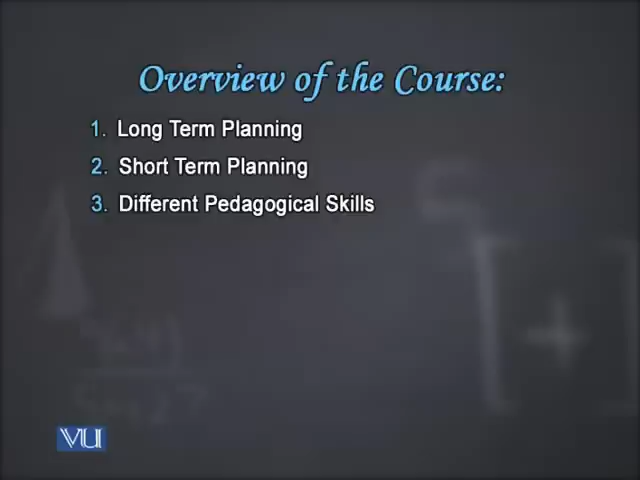 Overview of the Course:
1. Long Term Planning
2. Short Term Planning
3. Different Pedagogical Skills
VU